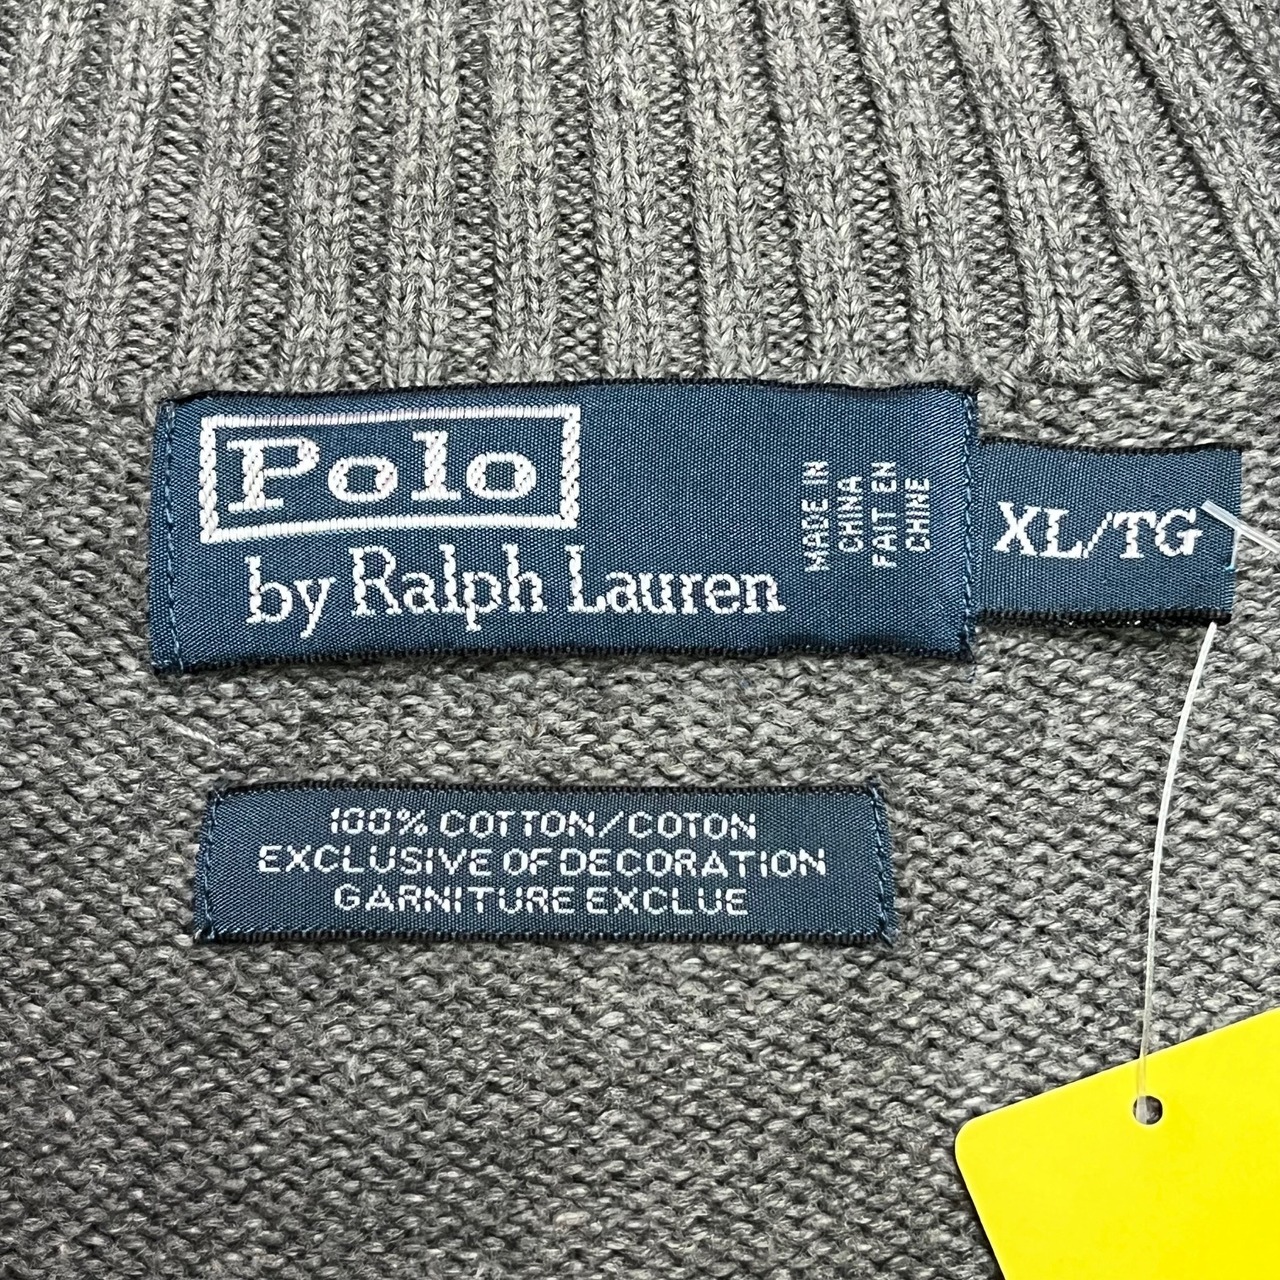 Polo
by Ralph Lauren
MADE IN
CHINA
FAIT EN
CHINE
XL/TG
100% COTTON/COTON
EXCLUSIVE OF DECORATION
GARNITURE EXCLUE